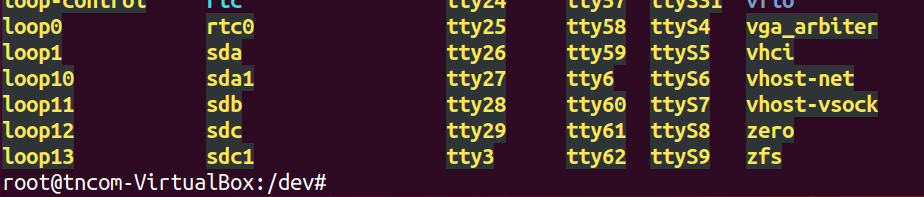 loop-control rtc tty24 tty57 ttyS31 vfio
loop0 rtc0 tty25 tty58 ttyS4 vga_arbiter
loop1 sda tty26 tty59 ttyS5 vhci
loop10 sda1 tty27 tty6 ttyS6 vhost-net
loop11 sdb tty28 tty60 ttyS7 vhost-vsock
loop12 sdc tty29 tty61 ttyS8 zero
loop13 sdc1 tty3 tty62 ttyS9 zfs
root@tncom-VirtualBox:/dev#